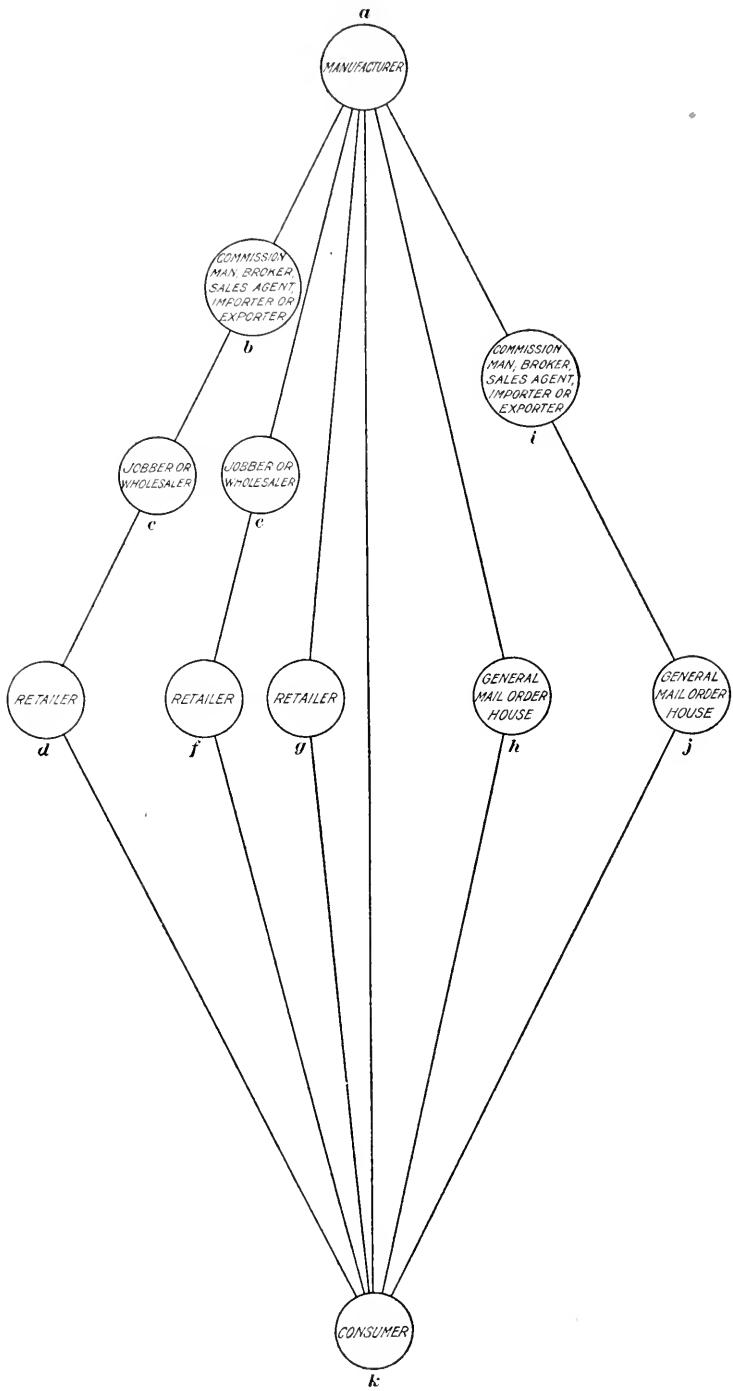 a
MANUFACTURER
COMMISSION
MAN, BROKER,
SALES AGENT,
IMPORTER OR
EXPORTER
b
COMMISSION
MAN, BROKER,
SALES AGENT,
IMPORTER OR
EXPORTER
i
JOBBER OR
WHOLESALER
c
JOBBER OR
WHOLESALER
e
RETAILER
d
RETAILER
f
RETAILER
g
GENERAL
MAIL ORDER
HOUSE
h
GENERAL
MAIL ORDER
HOUSE
j
CONSUMER
k